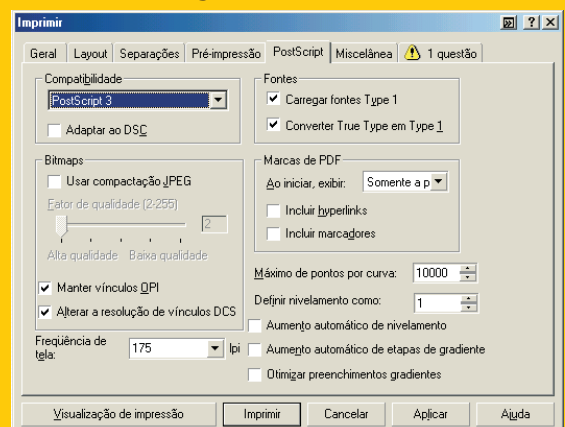 Imprimir
Geral Layout Separações Pré-impressão PostScript Miscelânea 1 questão
Compatibilidade
PostScript 3
Adaptar ao DSC
Fontes
Carregar fontes Type 1
Converter True Type em Type 1
Bitmaps
Usar compactação JPEG
Fator de qualidade (2-255)
2
Alta qualidade Baixa qualidade
Manter vínculos OPI
Alterar a resolução de vínculos DCS
Marcas de PDF
Ao iniciar, exibir: Somente a p
Incluir hyperlinks
Incluir marcadores
Máximo de pontos por curva: 10000
Definir nivelamento como: 1
Aumento automático de nivelamento
Freqüência de tela: 175 lpi
Aumento automático de etapas de gradiente
Otimizar preenchimentos gradientes
Visualização de impressão Imprimir Cancelar Aplicar Ajuda